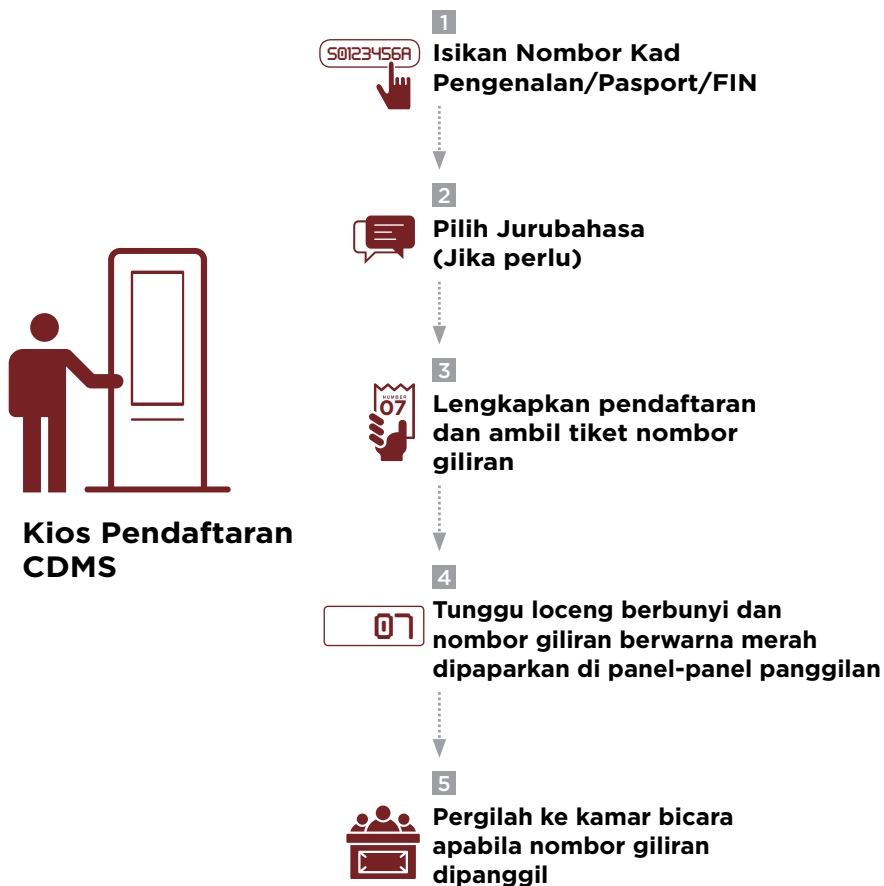 1
S0123456A
Isikan Nombor Kad
Pengenalan/Pasport/FIN
2
Pilih Jurubahasa
(Jika perlu)
3
NUMBER
07
Lengkapkan pendaftaran
dan ambil tiket nombor
giliran
Kios Pendaftaran
CDMS
4
07
Tunggu loceng berbunyi dan
nombor giliran berwarna merah
dipaparkan di panel-panel panggilan
5
Pergilah ke kamar bicara
apabila nombor giliran
dipanggil